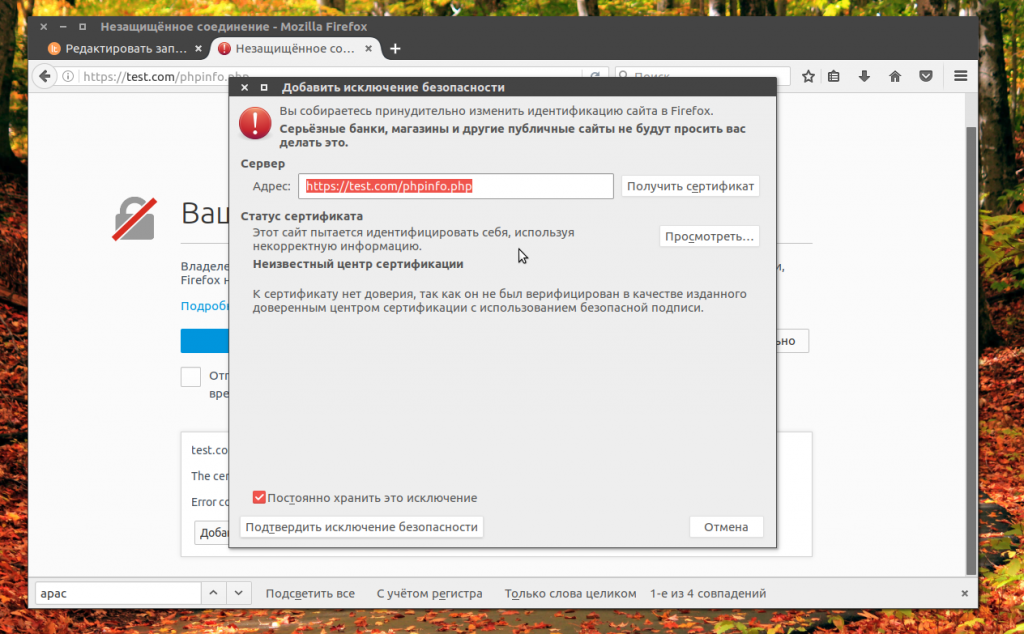 Незащищённое соединение - Mozilla Firefox
Редактировать зап...
Незащищённое со...
https://test.com/phpinfo.php
Поиск
Добавить исключение безопасности
Вы собираетесь принудительно изменить идентификацию сайта в Firefox.
Серьёзные банки, магазины и другие публичные сайты не будут просить вас
делать это.
Сервер
Адрес: https://test.com/phpinfo.php Получить сертификат
Статус сертификата
Этот сайт пытается идентифицировать себя, используя
некорректную информацию.
Просмотреть...
Неизвестный центр сертификации
К сертификату нет доверия, так как он не был верифицирован в качестве изданного
доверенным центром сертификации с использованием безопасной подписи.
Постоянно хранить это исключение
Подтвердить исключение безопасности Отмена
Ваш
Владеле
Firefox н
Подроб
ьно
Отп
вре
test.co
The cer
Error co
Доба
apac Подсветить все С учётом регистра Только слова целиком 1-е из 4 совпадений